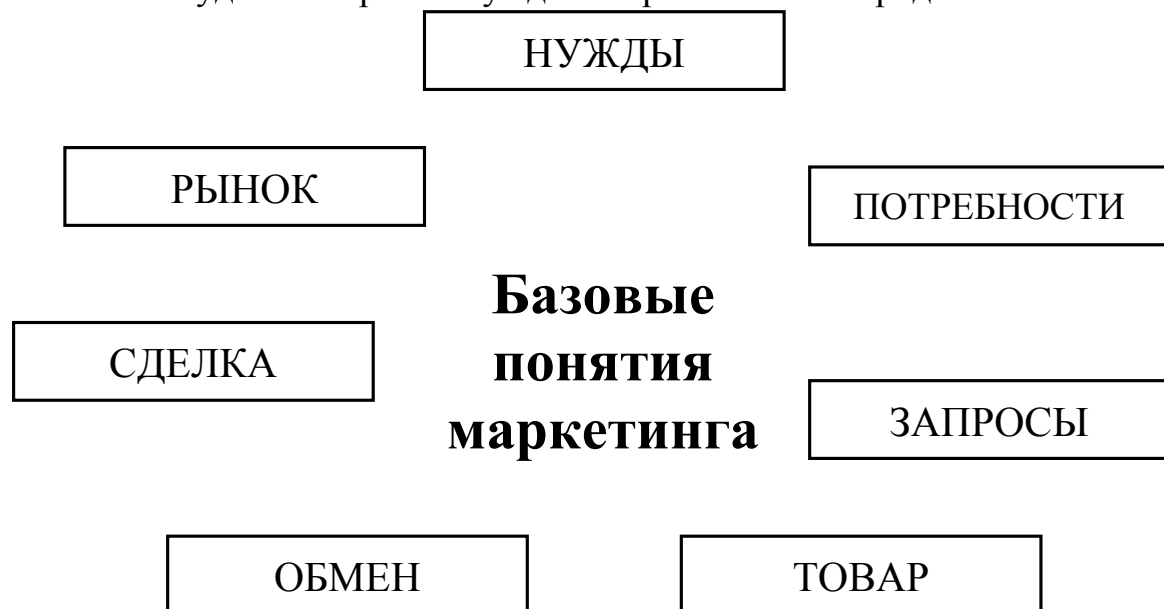 НУЖДЫ
РЫНОК
ПОТРЕБНОСТИ
Базовые
понятия
маркетинга
СДЕЛКА
ЗАПРОСЫ
ОБМЕН
ТОВАР